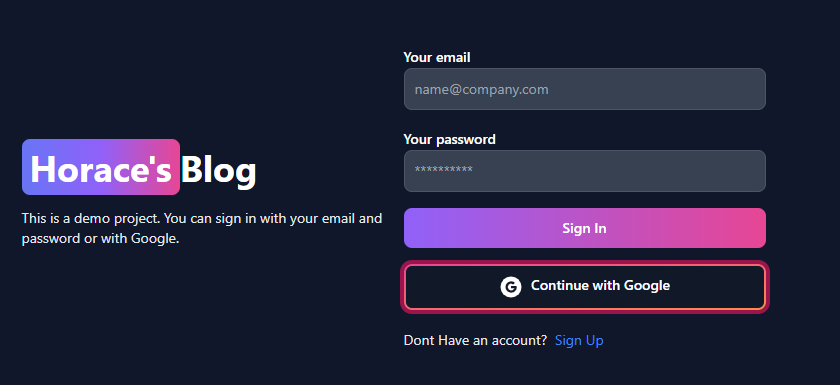 Horace's Blog
This is a demo project. You can sign in with your email and
password or with Google.
Your email
name@company.com
Your password
**********
Sign In
G Continue with Google
Dont Have an account? Sign Up